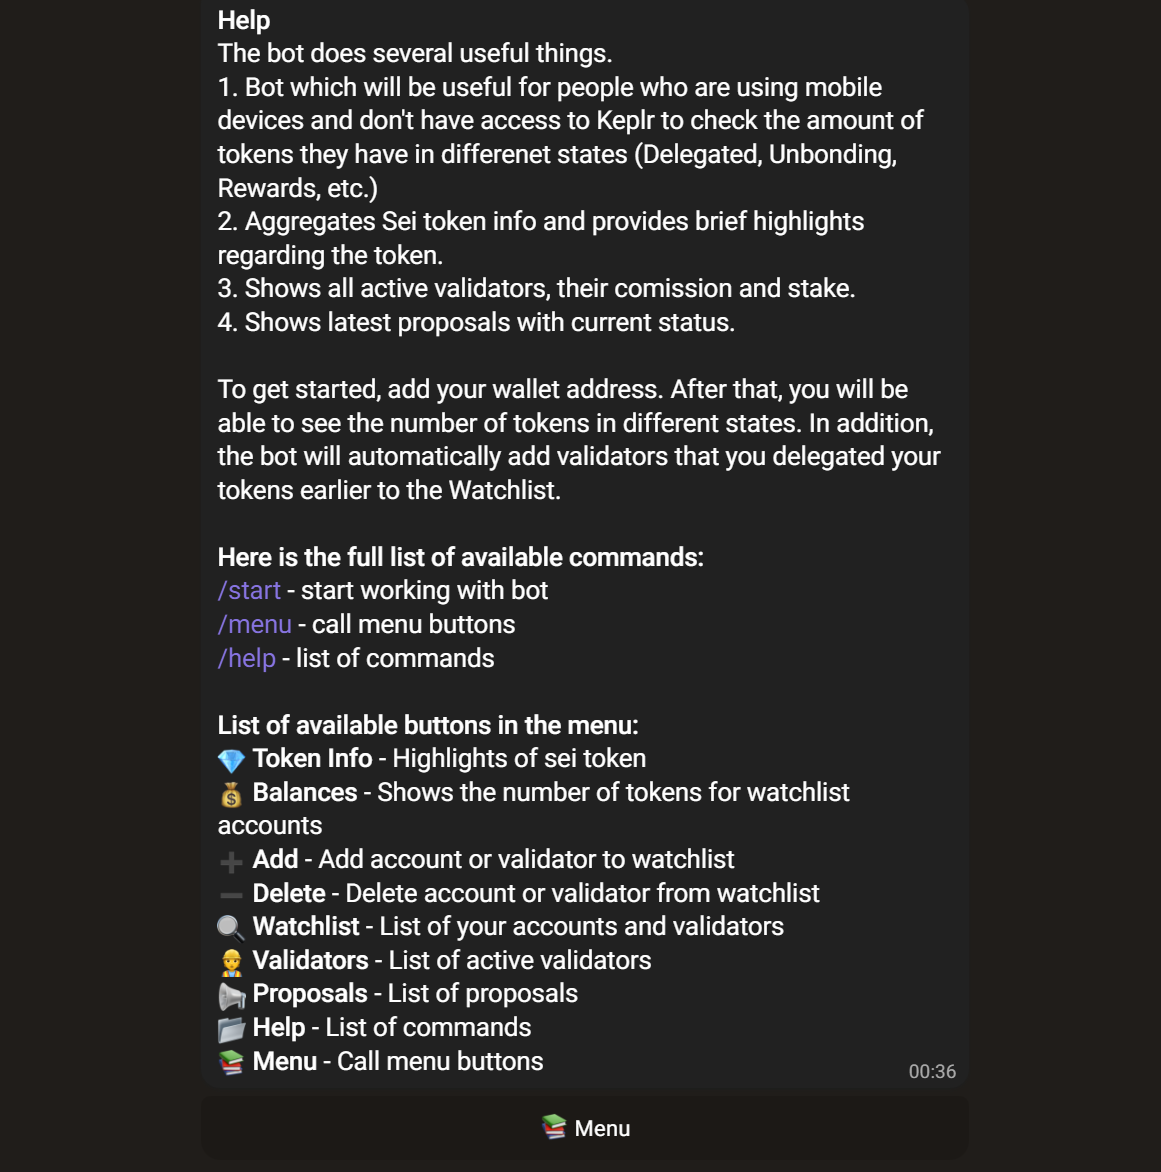 Help
The bot does several useful things.
1. Bot which will be useful for people who are using mobile
devices and don't have access to Keplr to check the amount of
tokens they have in differenet states (Delegated, Unbonding,
Rewards, etc.)
2. Aggregates Sei token info and provides brief highlights
regarding the token.
3. Shows all active validators, their comission and stake.
4. Shows latest proposals with current status.
To get started, add your wallet address. After that, you will be
able to see the number of tokens in different states. In addition,
the bot will automatically add validators that you delegated your
tokens earlier to the Watchlist.
Here is the full list of available commands:
/start - start working with bot
/menu - call menu buttons
/help - list of commands
List of available buttons in the menu:
💎 Token Info - Highlights of sei token
💰 Balances - Shows the number of tokens for watchlist
accounts
➕ Add - Add account or validator to watchlist
➖ Delete - Delete account or validator from watchlist
🔍 Watchlist - List of your accounts and validators
👷 Validators - List of active validators
📢 Proposals - List of proposals
📂 Help - List of commands
📚 Menu - Call menu buttons
00:36
📚 Menu